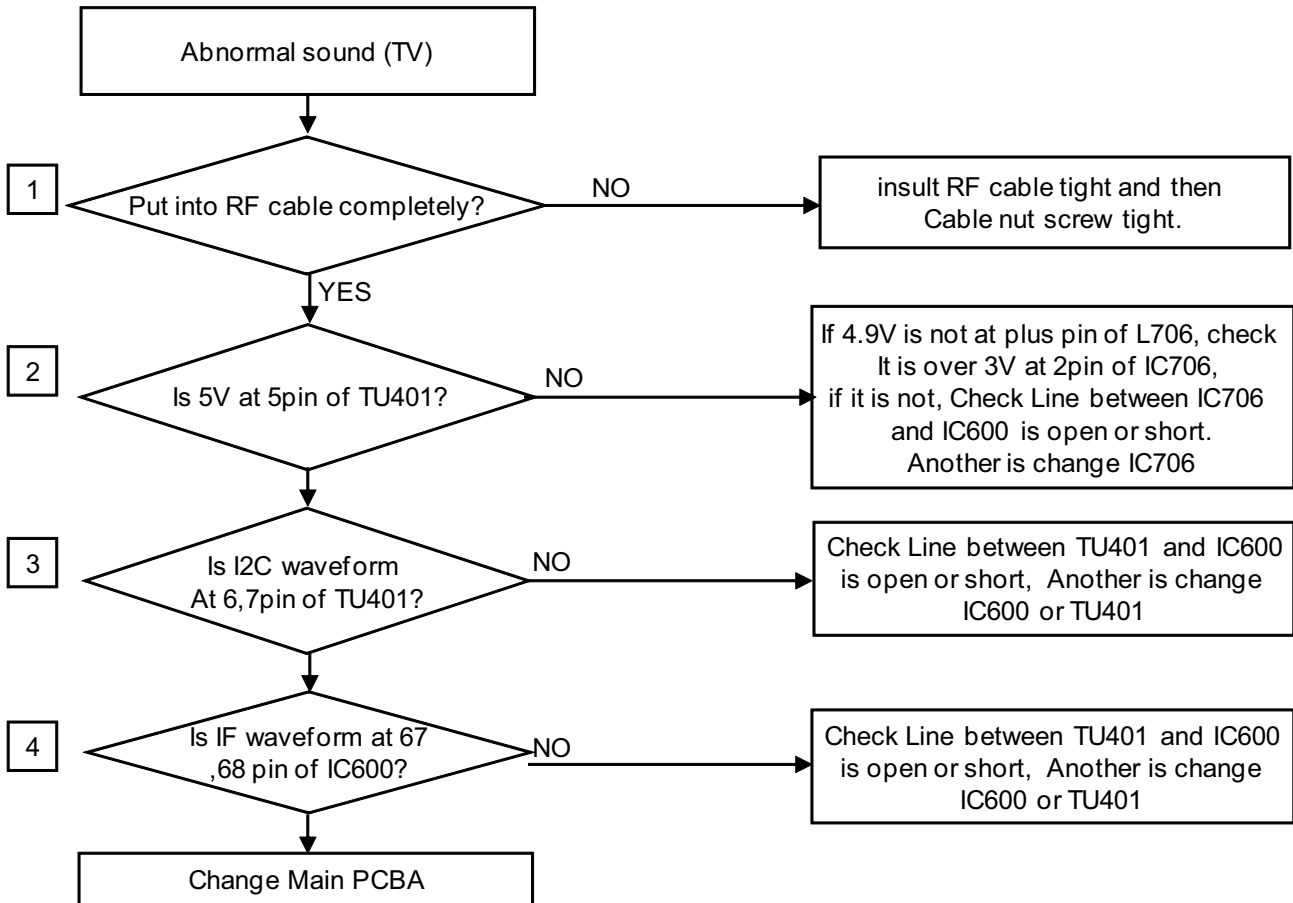 Abnormal sound (TV)
1
Put into RF cable completely?
NO
insult RF cable tight and then
Cable nut screw tight.
YES
2
Is 5V at 5pin of TU401?
NO
If 4.9V is not at plus pin of L706, check
It is over 3V at 2pin of IC706,
if it is not, Check Line between IC706
and IC600 is open or short.
Another is change IC706
3
Is I2C waveform
At 6,7pin of TU401?
NO
Check Line between TU401 and IC600
is open or short, Another is change
IC600 or TU401
4
Is IF waveform at 67
,68 pin of IC600?
NO
Check Line between TU401 and IC600
is open or short, Another is change
IC600 or TU401
Change Main PCBA